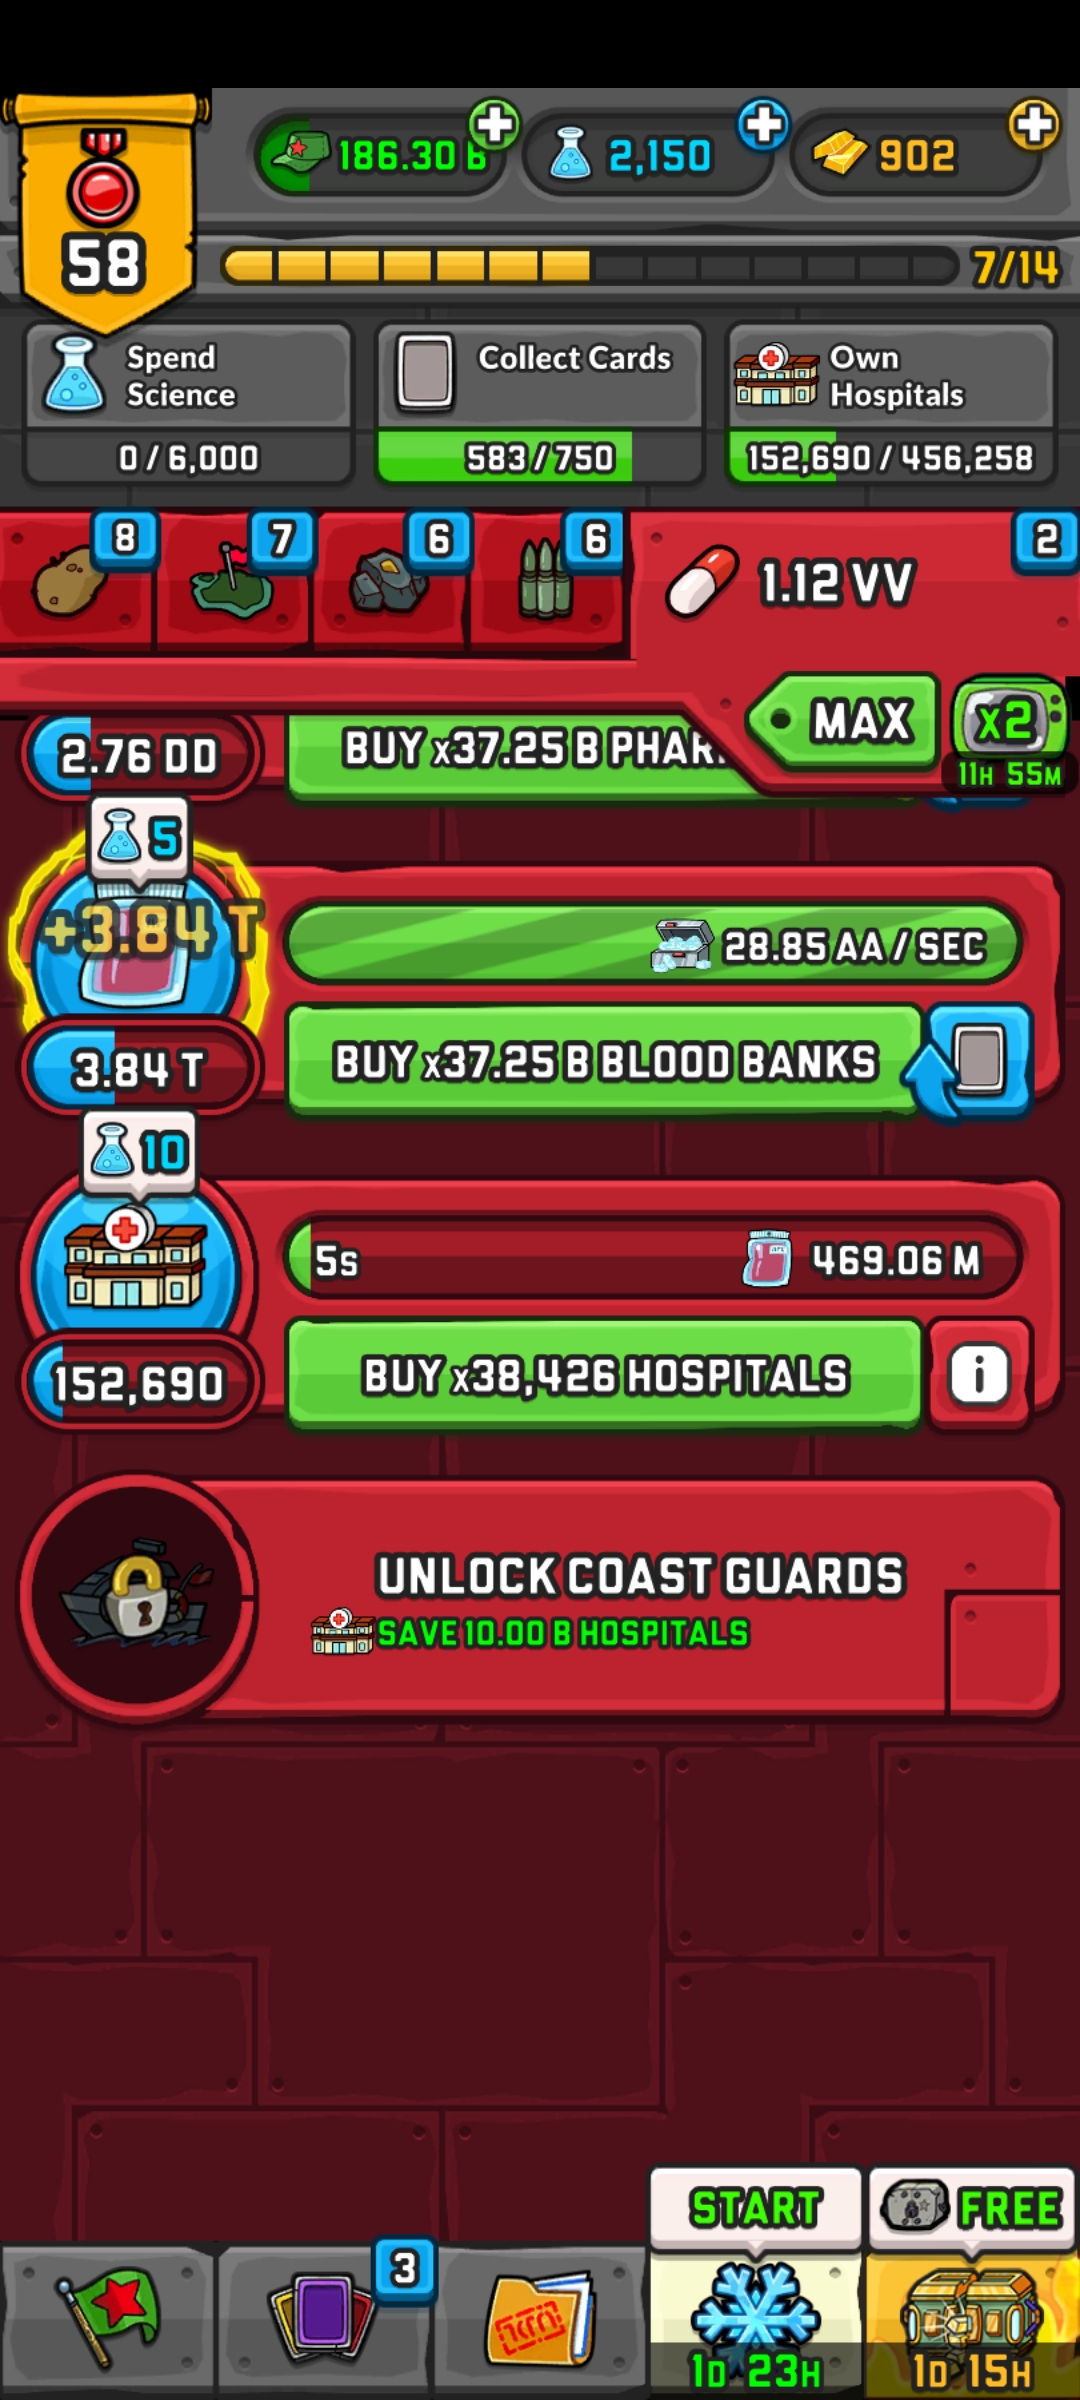 58
186.30 B
2,150
902
7/14
Spend
Science
0 / 6,000
Collect Cards
583 / 750
Own
Hospitals
152,690 / 456,258
8
7
6
6
1.12 VV
2
MAX
x2
11H 55M
2.76 DD
BUY x37.25 B PHAR
5
+3.84 T
28.85 AA / SEC
3.84 T
BUY x37.25 B BLOOD BANKS
10
5s
469.06 M
152,690
BUY x38,426 HOSPITALS
i
UNLOCK COAST GUARDS
SAVE 10.00 B HOSPITALS
START
FREE
3
1D 23H
1D 15H